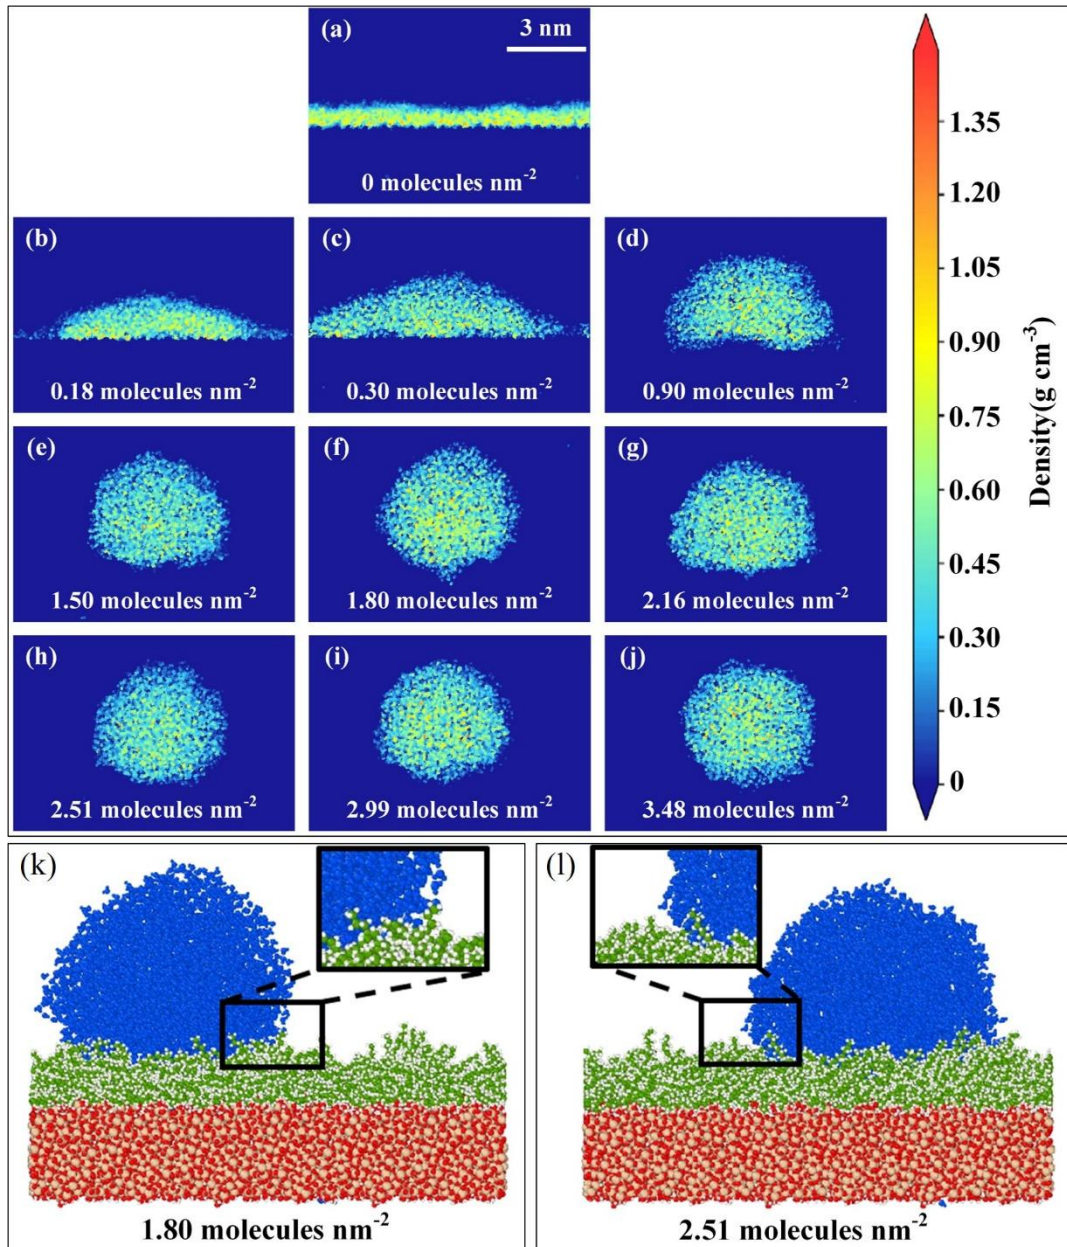 (a)
3 nm
0 molecules nm⁻²
(b)
0.18 molecules nm⁻²
(c)
0.30 molecules nm⁻²
(d)
0.90 molecules nm⁻²
(e)
1.50 molecules nm⁻²
(f)
1.80 molecules nm⁻²
(g)
2.16 molecules nm⁻²
(h)
2.51 molecules nm⁻²
(i)
2.99 molecules nm⁻²
(j)
3.48 molecules nm⁻²
1.35
1.20
1.05
0.90
0.75
0.60
0.45
0.30
0.15
0
Density(g cm⁻³)
(k)
1.80 molecules nm⁻²
(l)
2.51 molecules nm⁻²